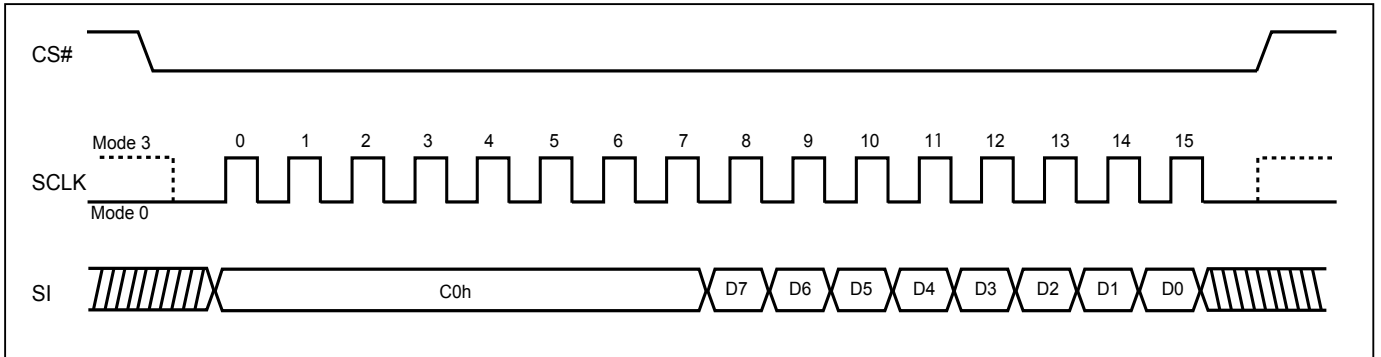 CS#
Mode 3
0 1 2 3 4 5 6 7 8 9 10 11 12 13 14 15
SCLK
Mode 0
SI C0h D7 D6 D5 D4 D3 D2 D1 D0